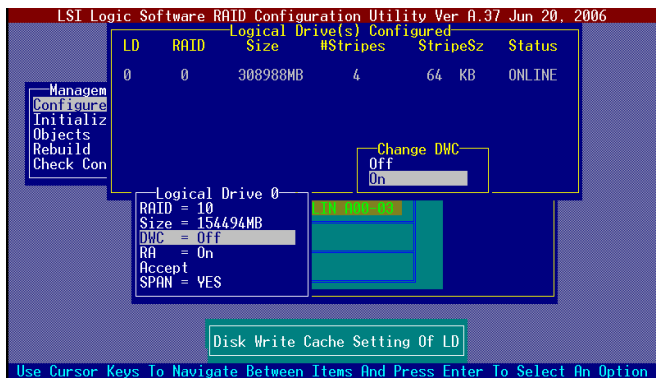 LSI Logic Software RAID Configuration Utility Ver A.37 Jun 20, 2006
Logical Drive(s) Configured
LD RAID Size #Stripes StripeSz Status
0 0 308988MB 4 64 KB ONLINE
Managem
Configure
Initializ
Objects
Rebuild
Check Con
Change DWC
Off
On
Logical Drive 0
RAID = 10
Size = 154494MB
DWC = Off
RA = On
Accept
SPAN = YES
LIN A00-03
Disk Write Cache Setting Of LD
Use Cursor Keys To Navigate Between Items And Press Enter To Select An Option